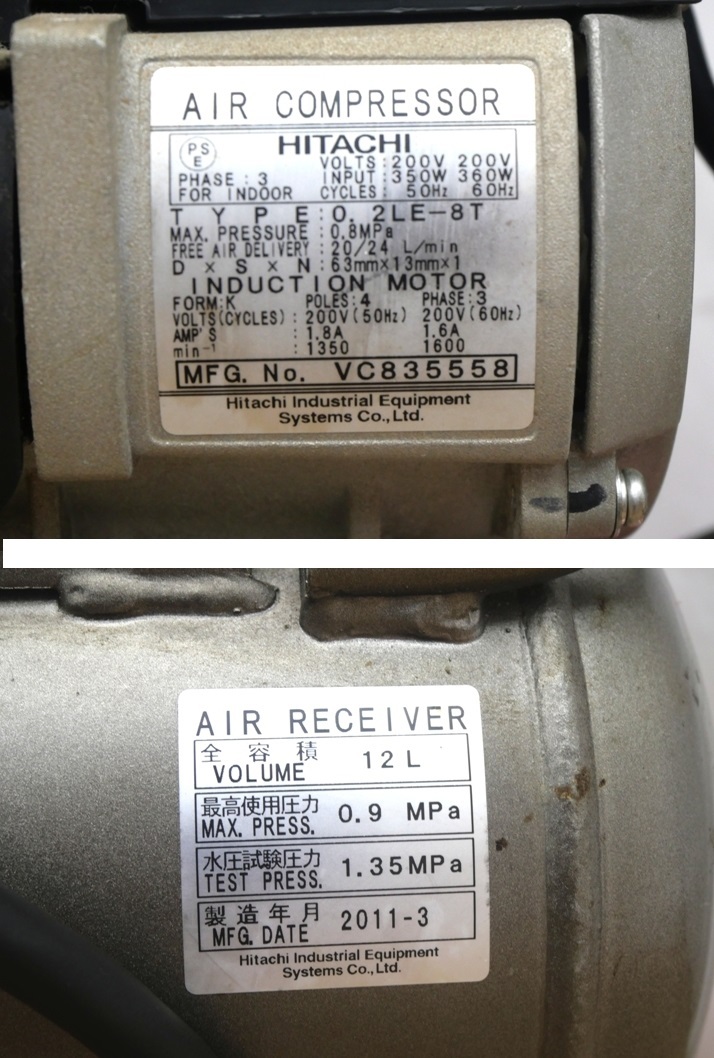 AIR COMPRESSOR
PS
E
HITACHI
VOLTS:200V 200V
PHASE:3 INPUT:350W 360W
FOR INDOOR CYCLES: 50Hz 60Hz
TYPE:0.2LE-8T
MAX. PRESSURE:0.8MPa
FREE AIR DELIVERY:20/24 L/min
D×S×N:63mm×13mm×1
INDUCTION MOTOR
FORM:K POLES:4 PHASE:3
VOLTS(CYCLES):200V(50Hz) 200V(60Hz)
AMP'S :1.8A 1.6A
min⁻¹ :1350 1600
MFG. No. VC835558
Hitachi Industrial Equipment
Systems Co.,Ltd.
AIR RECEIVER
全容積
VOLUME 12L
最高使用圧力
MAX. PRESS. 0.9 MPa
水圧試験圧力
TEST PRESS. 1.35MPa
製造年月
MFG. DATE 2011-3
Hitachi Industrial Equipment
Systems Co.,Ltd.